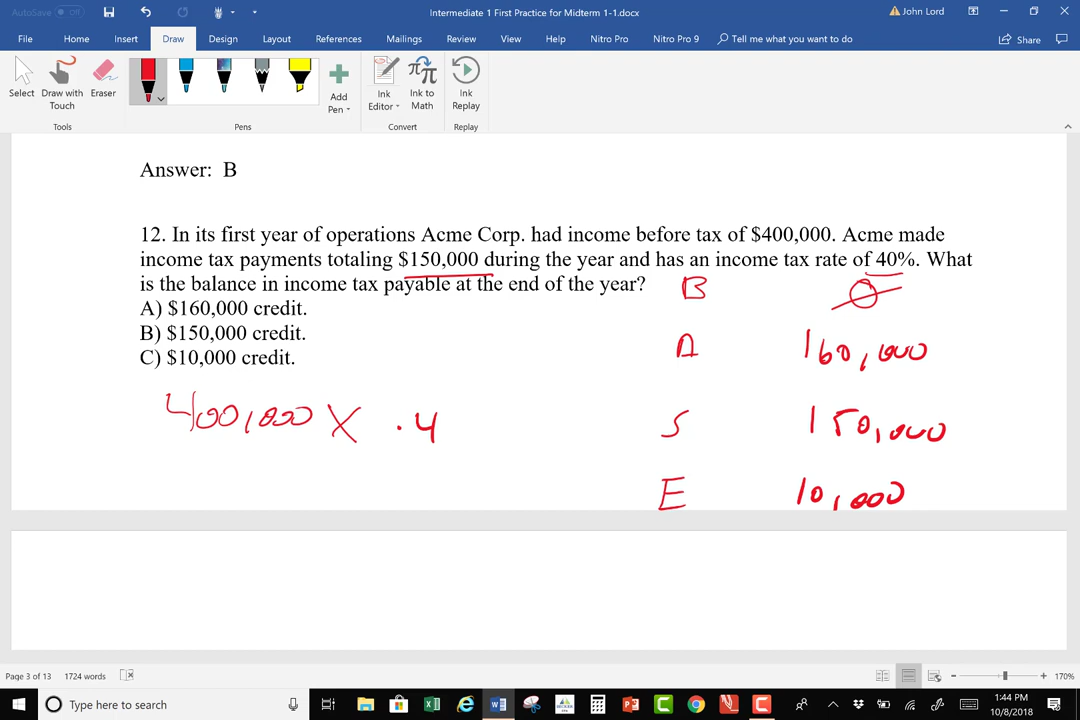 AutoSave Off
Intermediate 1 First Practice for Midterm 1-1.docx
John Lord
File Home Insert Draw Design Layout References Mailings Review View Help Nitro Pro Nitro Pro 9 Tell me what you want to do Share
Select Draw with Touch Eraser Add Pen Ink Editor Ink to Math Ink Replay
Tools Pens Convert Replay
Answer: B
12. In its first year of operations Acme Corp. had income before tax of $400,000. Acme made
income tax payments totaling $150,000 during the year and has an income tax rate of 40%. What
is the balance in income tax payable at the end of the year?
B 0
A) $160,000 credit.
B) $150,000 credit.
A 160,000
C) $10,000 credit.
400,000 X .4
S 150,000
E 10,000
Page 3 of 13 1724 words 170%
Type here to search
1:44 PM
10/8/2018